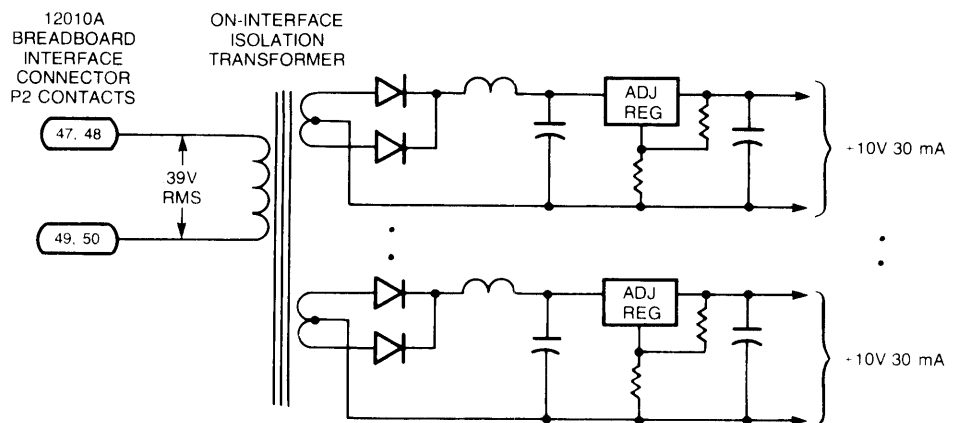 12010A
BREADBOARD
INTERFACE
CONNECTOR
P2 CONTACTS
ON-INTERFACE
ISOLATION
TRANSFORMER
47, 48
39V
RMS
49, 50
ADJ
REG
+10V 30 mA
ADJ
REG
+10V 30 mA